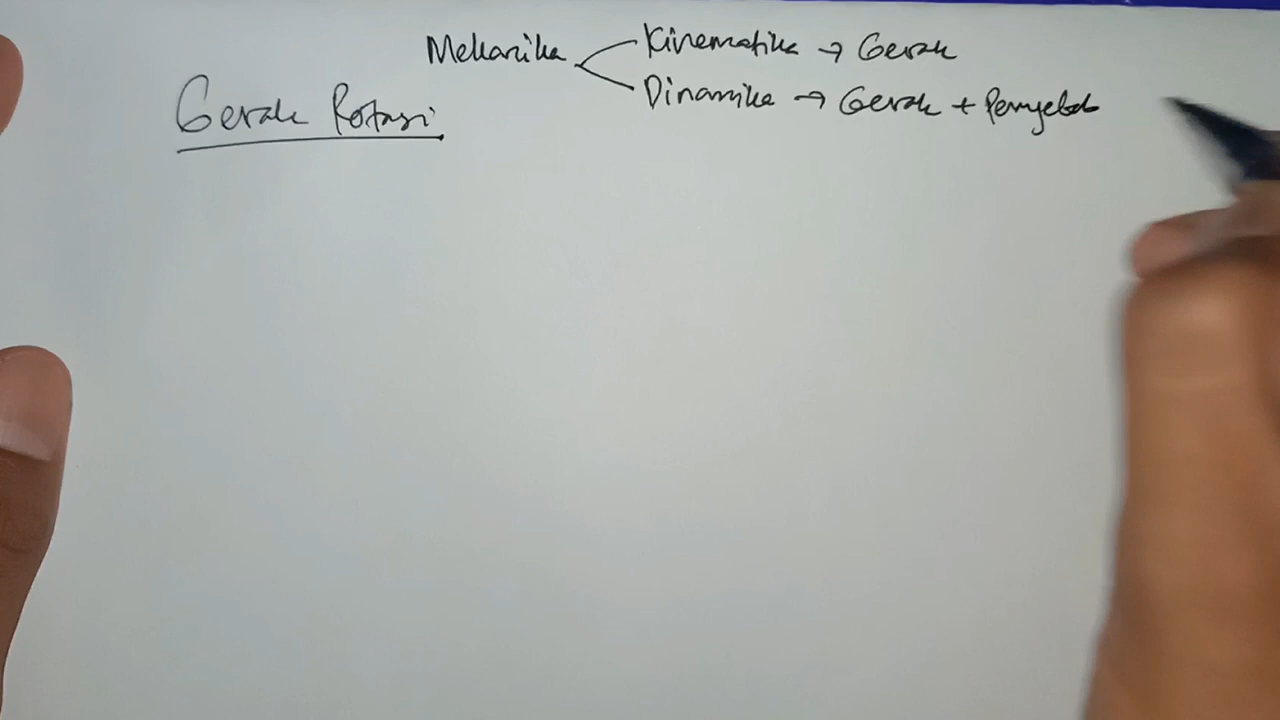 Mekanika
Kinematika → Gerak
Dinamika → Gerak + Penyebab
Gerak Rotasi